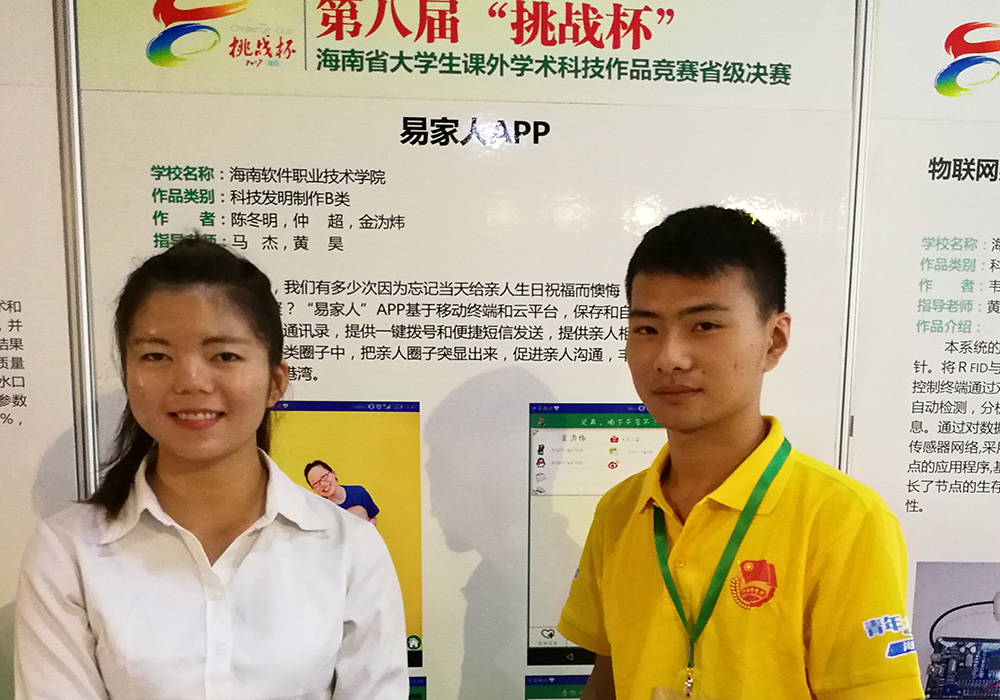 第八届“挑战杯”
挑战杯
海南省大学生课外学术科技作品竞赛省级决赛
易家人APP
学校名称：海南软件职业技术学院
作品类别：科技发明制作B类
作 者：陈冬明，仲 超，金沩炜
指导老师：马 杰，黄 昊
，我们有多少次因为忘记当天给亲人生日祝福而懊悔
？“易家人”APP基于移动终端和云平台，保存和自
通讯录，提供一键拨号和便捷短信发送，提供亲人相
类圈子中，把亲人圈子突显出来，促进亲人沟通，丰
港湾。
术和
，并
结果
质量
水口
参数
%，
物联网
学校名称：海
作品类别：科
作 者：韦
指导老师：黄
作品介绍：
本系统的
针。将RFID与
控制终端通过对
自动检测，分析
息。通过对数据
传感器网络,采用
点的应用程序,基
长了节点的生存
性。
青年